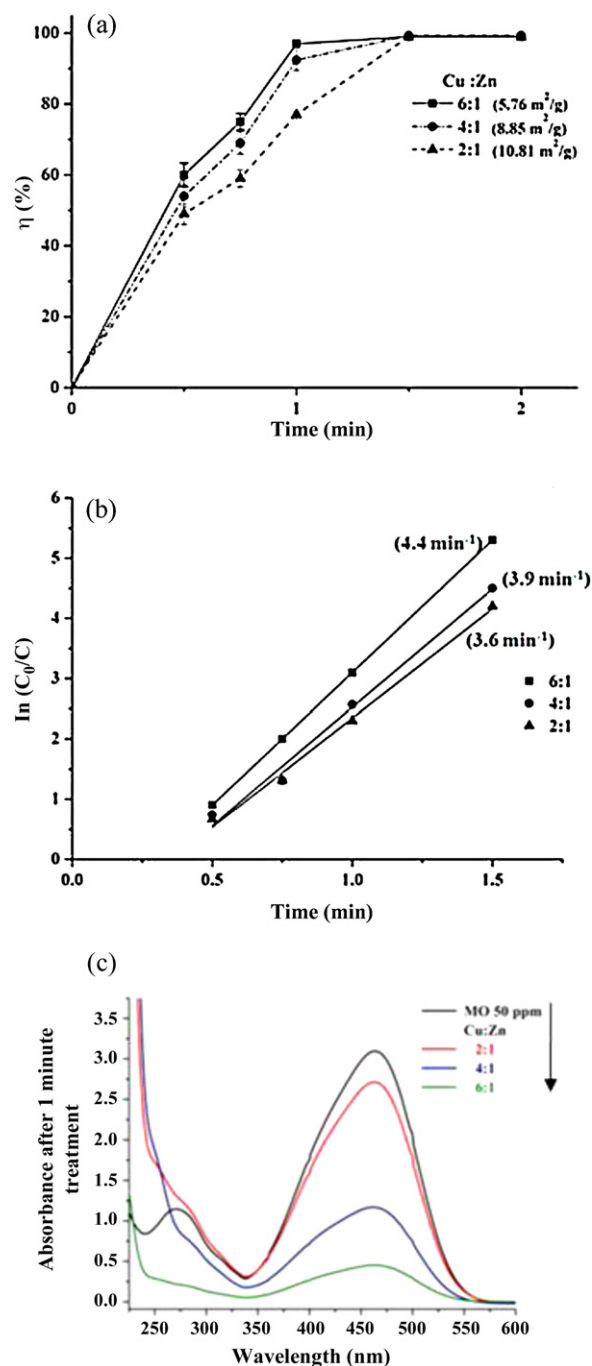 (a)
100
80
60
40
20
0
η (%)
Cu :Zn
6:1 (5.76 m²/g)
4:1 (8.85 m²/g)
2:1 (10.81 m²/g)
0 1 2
Time (min)
(b)
6
5
4
3
2
1
0
In (C₀/C)
(4.4 min⁻¹)
(3.9 min⁻¹)
(3.6 min⁻¹)
6:1
4:1
2:1
0.0 0.5 1.0 1.5
Time (min)
(c)
3.5
3.0
2.5
2.0
1.5
1.0
0.5
0.0
Absorbance after 1 minute
treatment
MO 50 ppm
Cu:Zn
2:1
4:1
6:1
250 300 350 400 450 500 550 600
Wavelength (nm)